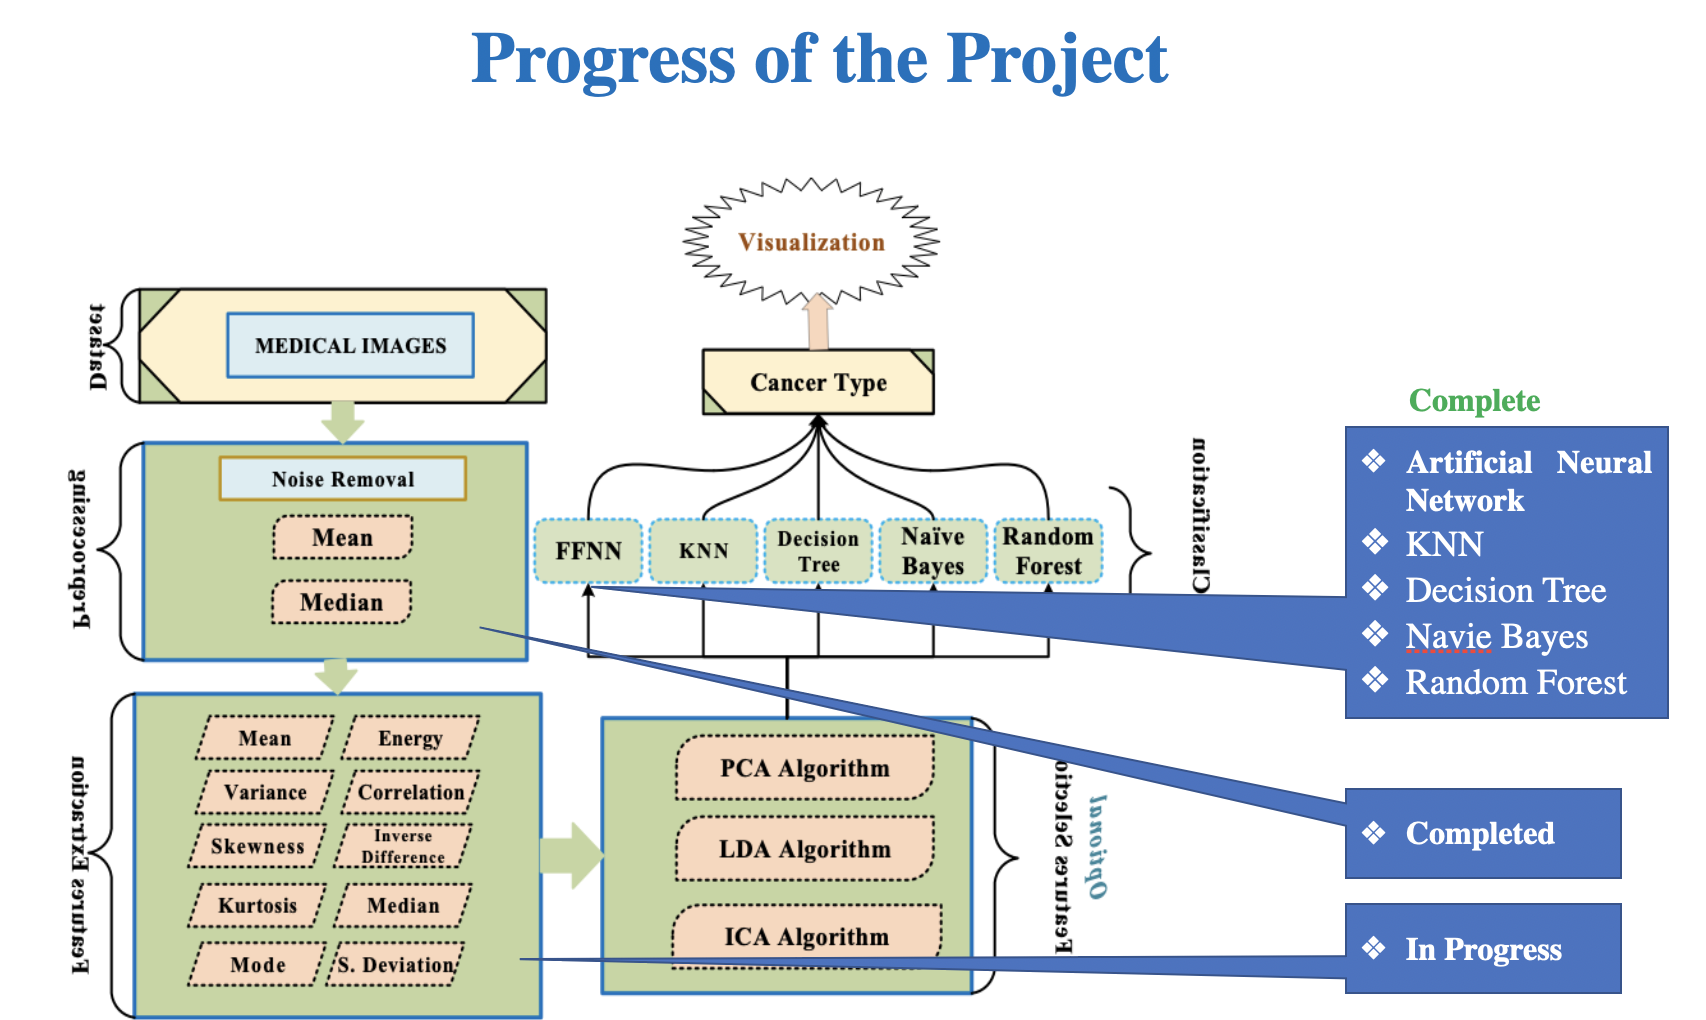 Progress of the Project
Visualization
Dataset
MEDICAL IMAGES
Cancer Type
Preprocessing
Noise Removal
Mean
Median
FFNN
KNN
Decision
Tree
Naïve
Bayes
Random
Forest
Classification
Features Extraction
Mean
Energy
Variance
Correlation
Skewness
Inverse
Difference
Kurtosis
Median
Mode
S. Deviation
PCA Algorithm
LDA Algorithm
ICA Algorithm
Features Selection
Optional
Complete
❖ Artificial Neural
Network
❖ KNN
❖ Decision Tree
❖ Navie Bayes
❖ Random Forest
❖ Completed
❖ In Progress